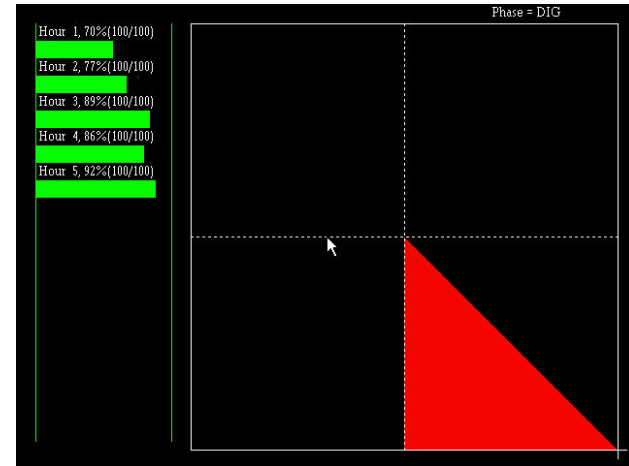 Phase = DIG
Hour 1, 70%(100/100)
Hour 2, 77%(100/100)
Hour 3, 89%(100/100)
Hour 4, 86%(100/100)
Hour 5, 92%(100/100)